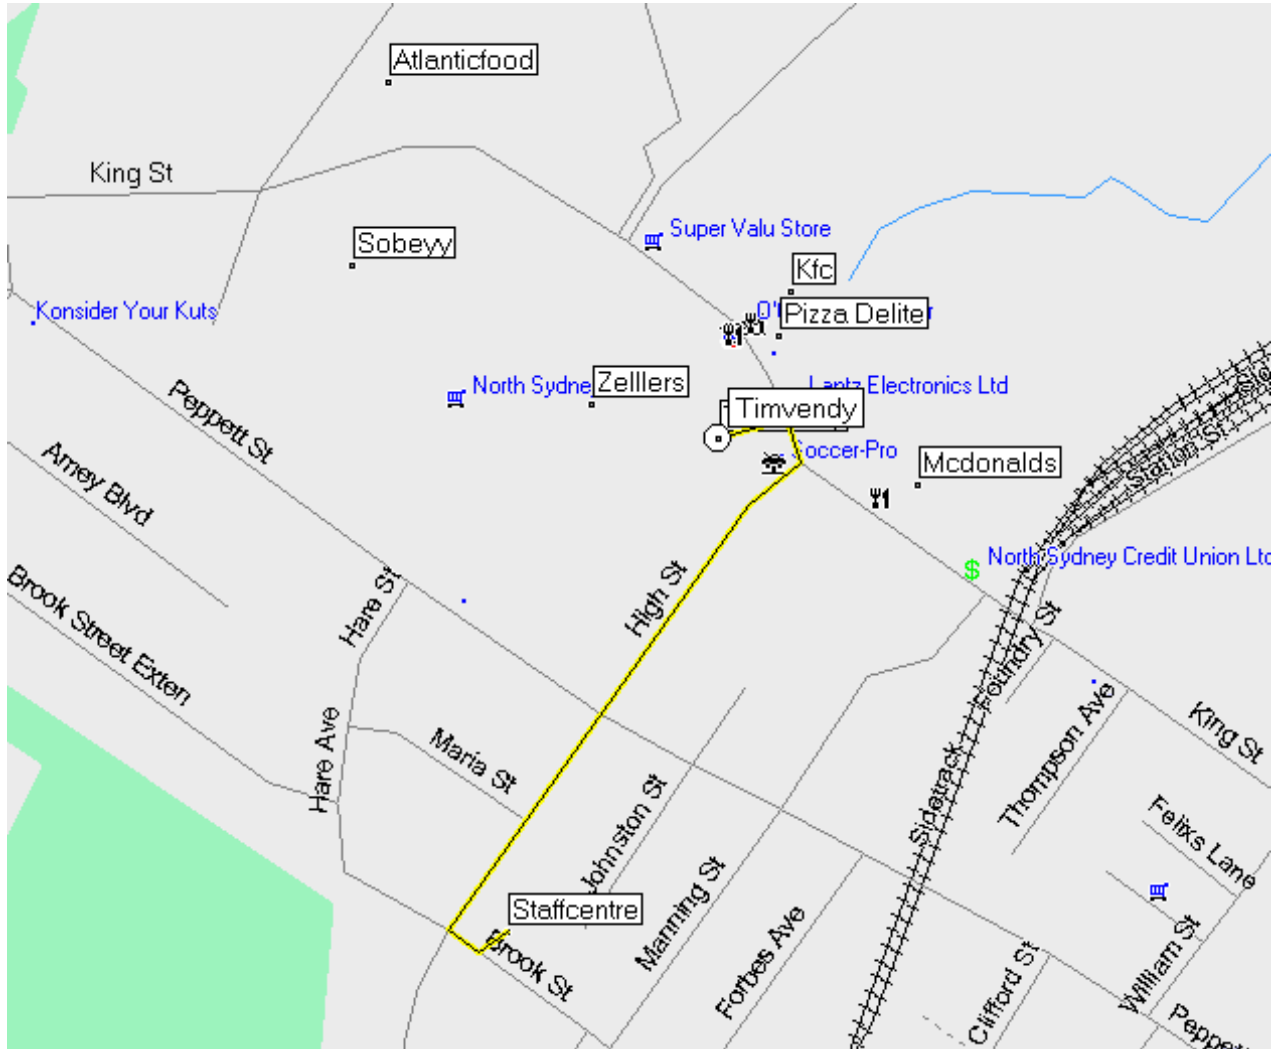 Atlanticfood
King St
Super Valu Store
Sobeyy
Kfc
Konsider Your Kuts
Pizza Delite
North Sydne
Zelllers
Lantz Electronics Ltd
Timvendy
Peppett St
Soccer-Pro
Mcdonalds
Station St
Arney Blvd
North Sydney Credit Union Ltd
Hare St
High St
Brook Street Exten
Foundry St
Thompson Ave
King St
Hare Ave
Maria St
Sidetrack
Johnston St
Felixs Lane
Manning St
Staffcentre
Brook St
Forbes Ave
Clifford St
William St
Peppett